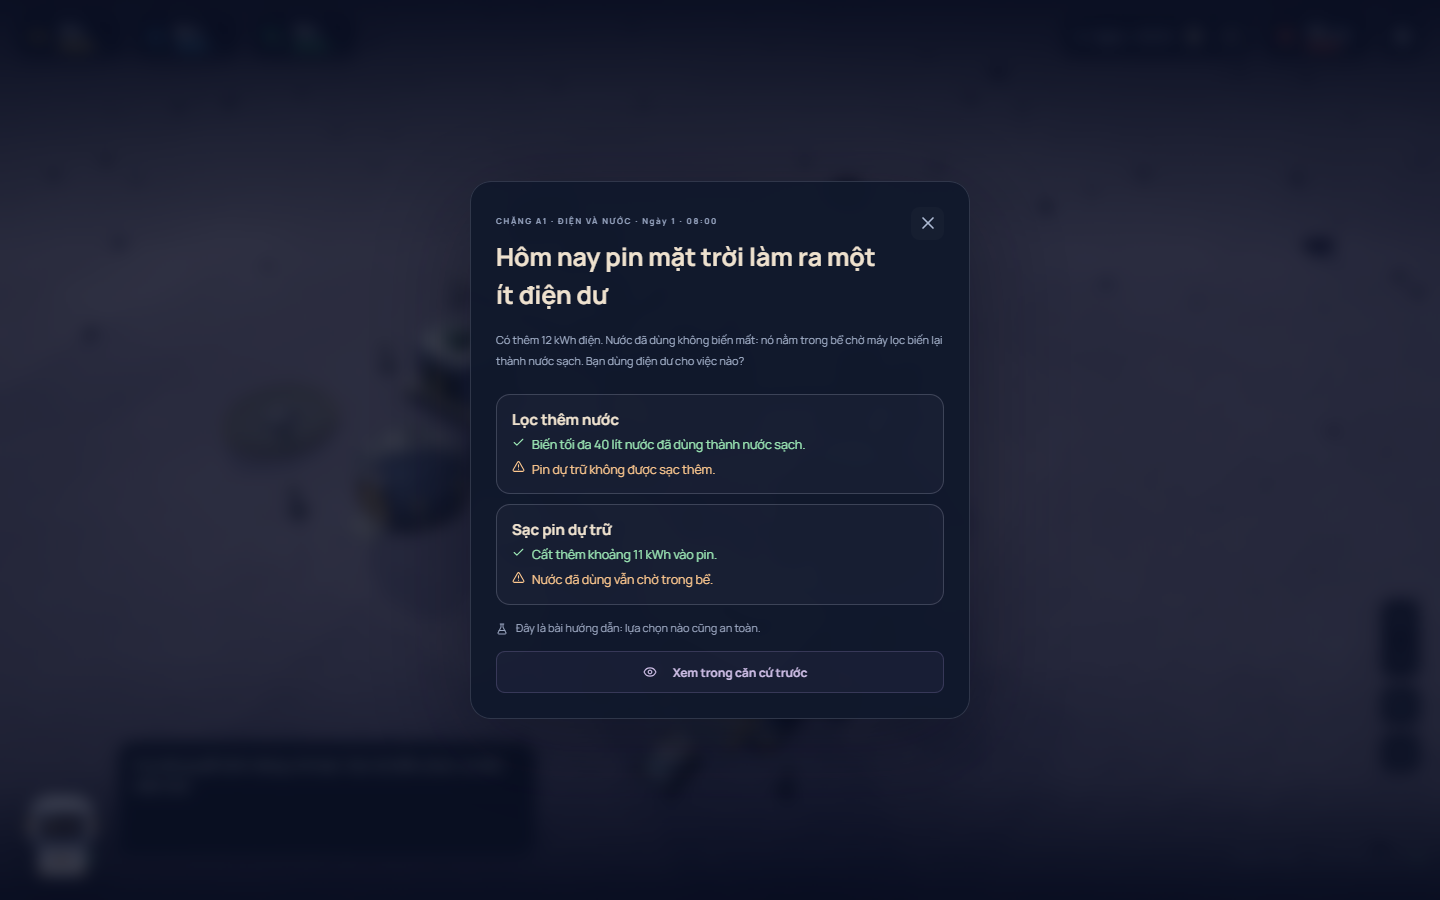 CHẶNG A1 · ĐIỆN VÀ NƯỚC · Ngày 1 · 08:00
Hôm nay pin mặt trời làm ra một
ít điện dư
Có thêm 12 kWh điện. Nước đã dùng không biến mất: nó nằm trong bể chờ máy lọc biến lại
thành nước sạch. Bạn dùng điện dư cho việc nào?
Lọc thêm nước
Biến tối đa 40 lít nước đã dùng thành nước sạch.
Pin dự trữ không được sạc thêm.
Sạc pin dự trữ
Cất thêm khoảng 11 kWh vào pin.
Nước đã dùng vẫn chờ trong bể.
Đây là bài hướng dẫn: lựa chọn nào cũng an toàn.
Xem trong căn cứ trước